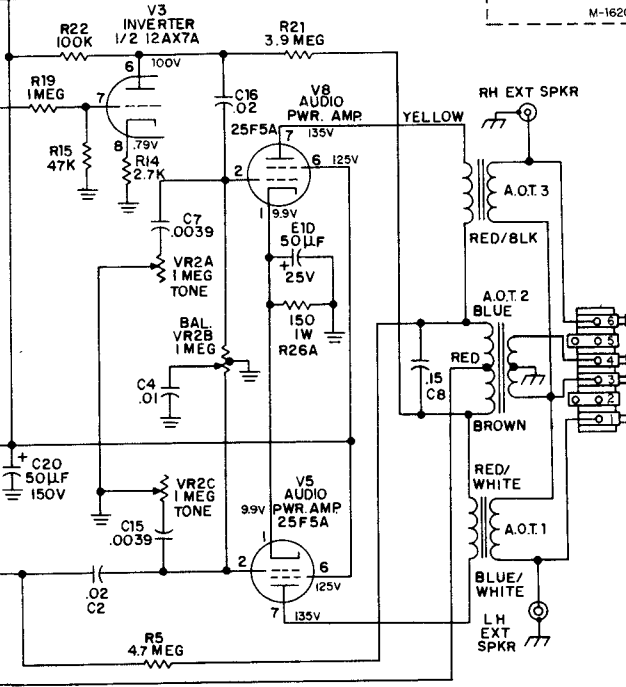 M-1620
V3
INVERTER
1/2 12AX7A
R22
100K
R21
3.9 MEG
6
100V
R19
1 MEG
7
C16
.02
V8
AUDIO
PWR. AMP.
25F5A
7
135V
YELLOW
RH EXT SPKR
8
.79V
R15
47K
R14
2.7K
2
6
125V
A.O.T. 3
C7
.0039
1
9.9V
E1D
50µF
+
25V
RED/BLK
VR2A
1 MEG
TONE
A.O.T. 2
BLUE
BAL.
VR2B
1 MEG
150
1W
R26A
RED
6
5
4
3
2
1
C4
.01
.15
C8
BROWN
+
C20
50µF
150V
VR2C
1 MEG
TONE
V5
AUDIO
PWR. AMP.
25F5A
9.9V
1
RED/
WHITE
C15
.0039
A.O.T. 1
2
6
125V
.02
C2
BLUE/
WHITE
7
135V
LH
EXT
SPKR
R5
4.7 MEG